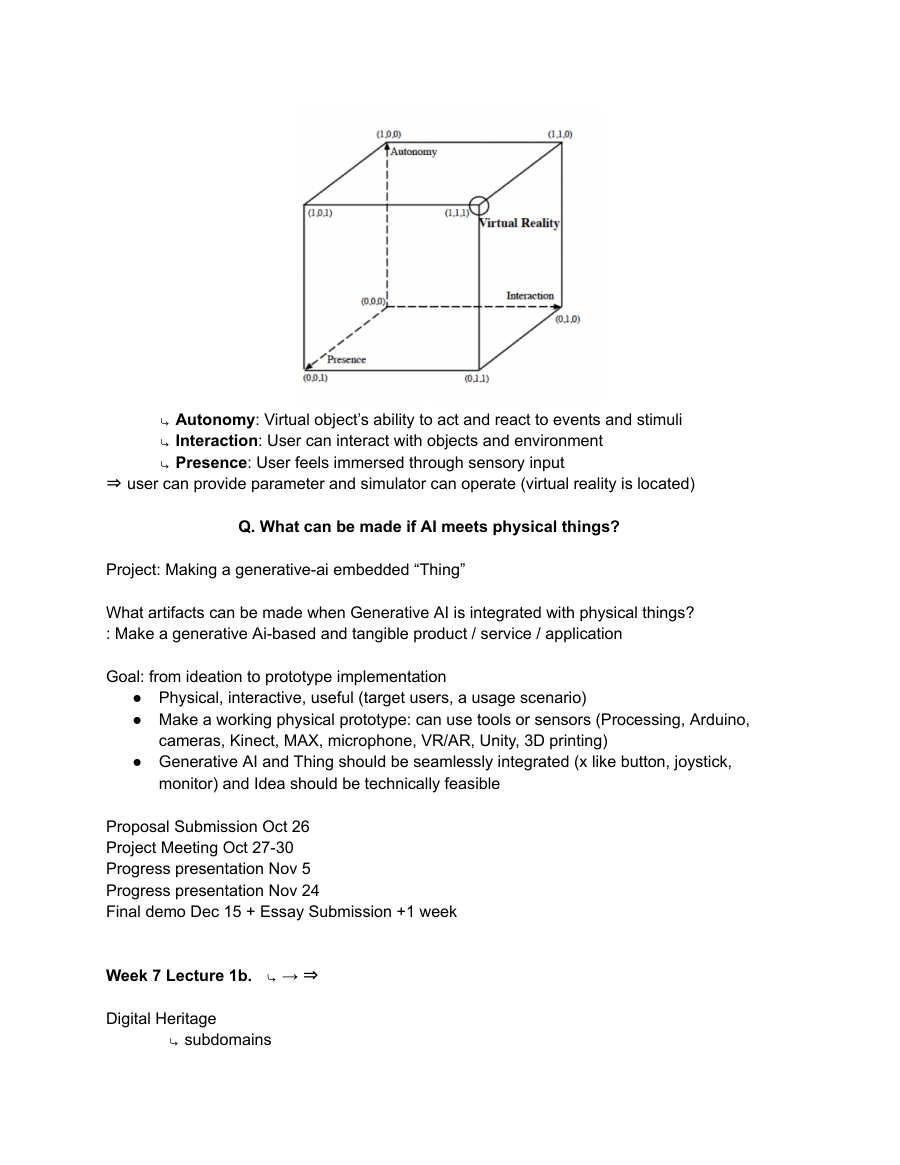 (1,0,0)
(1,1,0)
Autonomy
(1,0,1)
(1,1,1)
Virtual Reality
(0,0,0)
Interaction
(0,1,0)
Presence
(0,0,1)
(0,1,1)
⤷ Autonomy: Virtual object’s ability to act and react to events and stimuli
⤷ Interaction: User can interact with objects and environment
⤷ Presence: User feels immersed through sensory input
⇒ user can provide parameter and simulator can operate (virtual reality is located)
Q. What can be made if AI meets physical things?
Project: Making a generative-ai embedded “Thing”
What artifacts can be made when Generative AI is integrated with physical things?
: Make a generative Ai-based and tangible product / service / application
Goal: from ideation to prototype implementation
● Physical, interactive, useful (target users, a usage scenario)
● Make a working physical prototype: can use tools or sensors (Processing, Arduino,
cameras, Kinect, MAX, microphone, VR/AR, Unity, 3D printing)
● Generative AI and Thing should be seamlessly integrated (x like button, joystick,
monitor) and Idea should be technically feasible
Proposal Submission Oct 26
Project Meeting Oct 27-30
Progress presentation Nov 5
Progress presentation Nov 24
Final demo Dec 15 + Essay Submission +1 week
Week 7 Lecture 1b. ⤷ → ⇒
Digital Heritage
⤷ subdomains